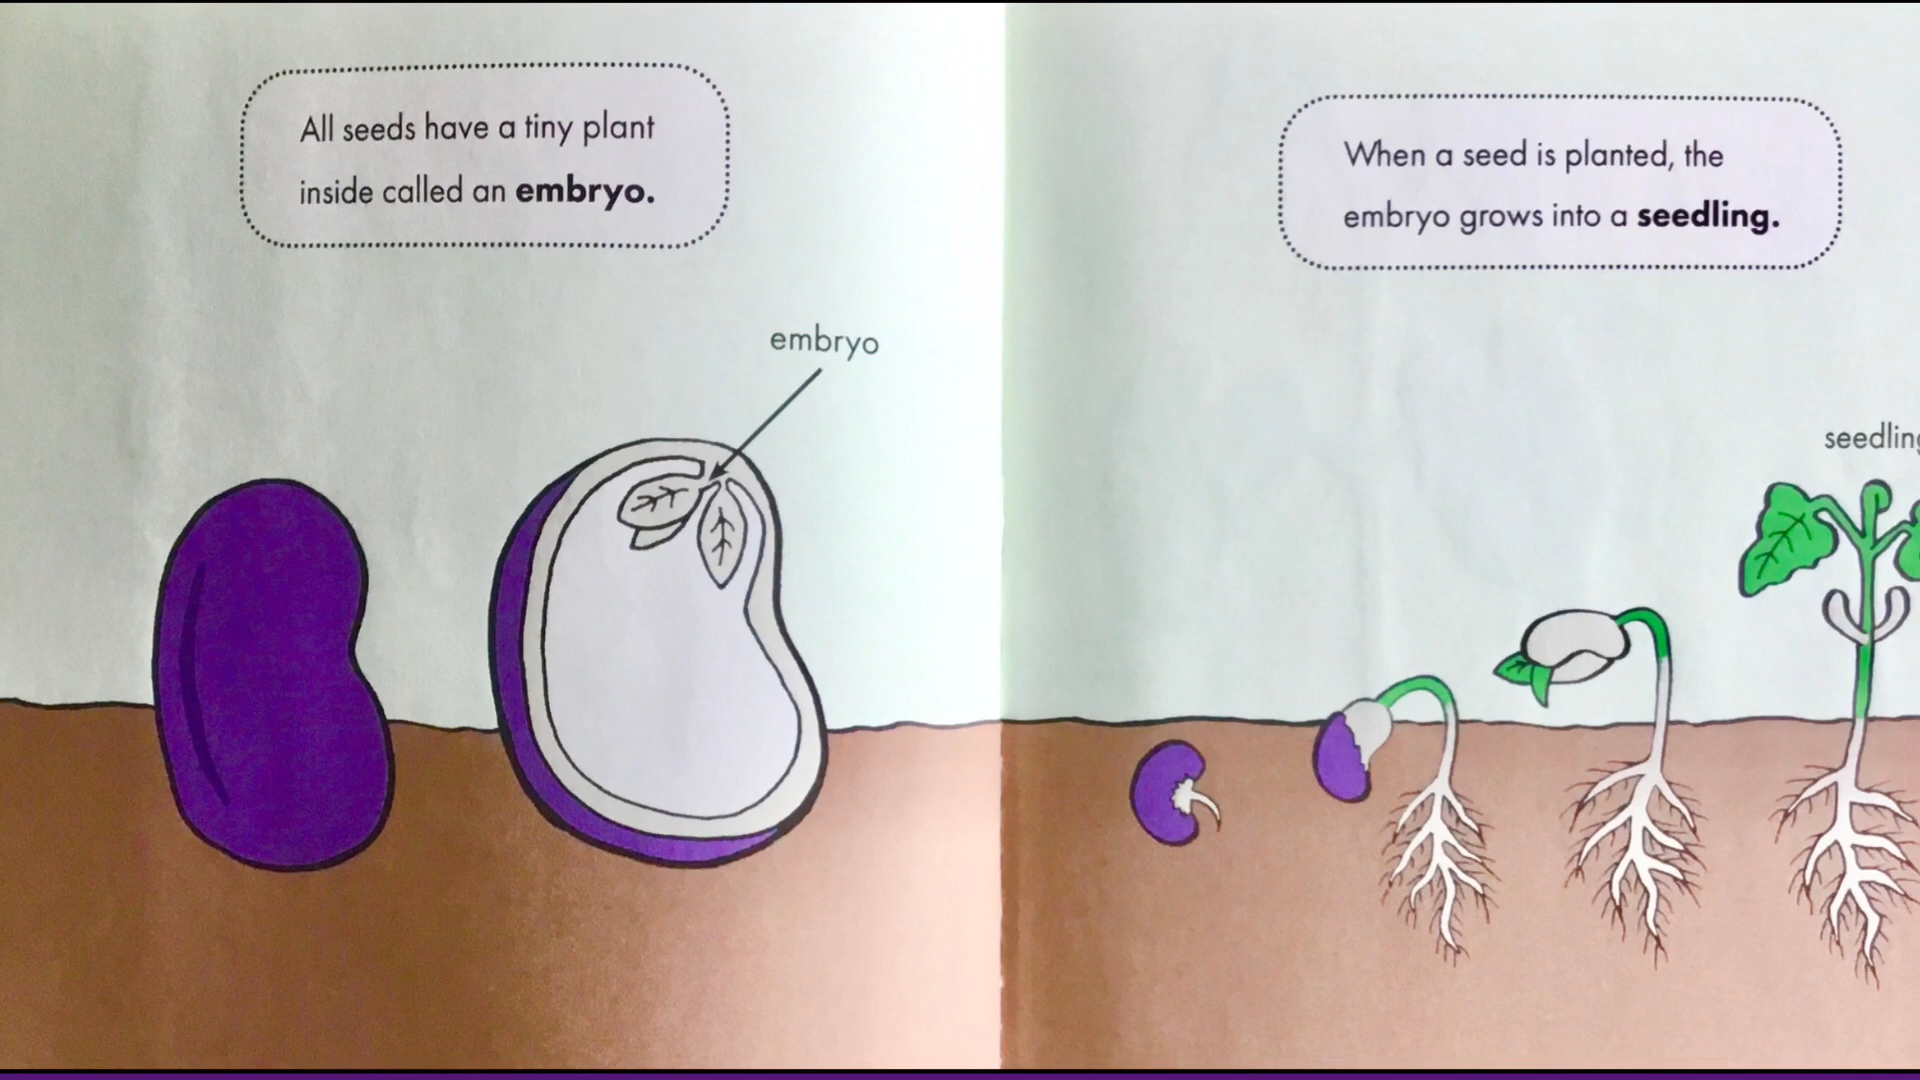 All seeds have a tiny plant
inside called an embryo.
embryo
When a seed is planted, the
embryo grows into a seedling.
seedling